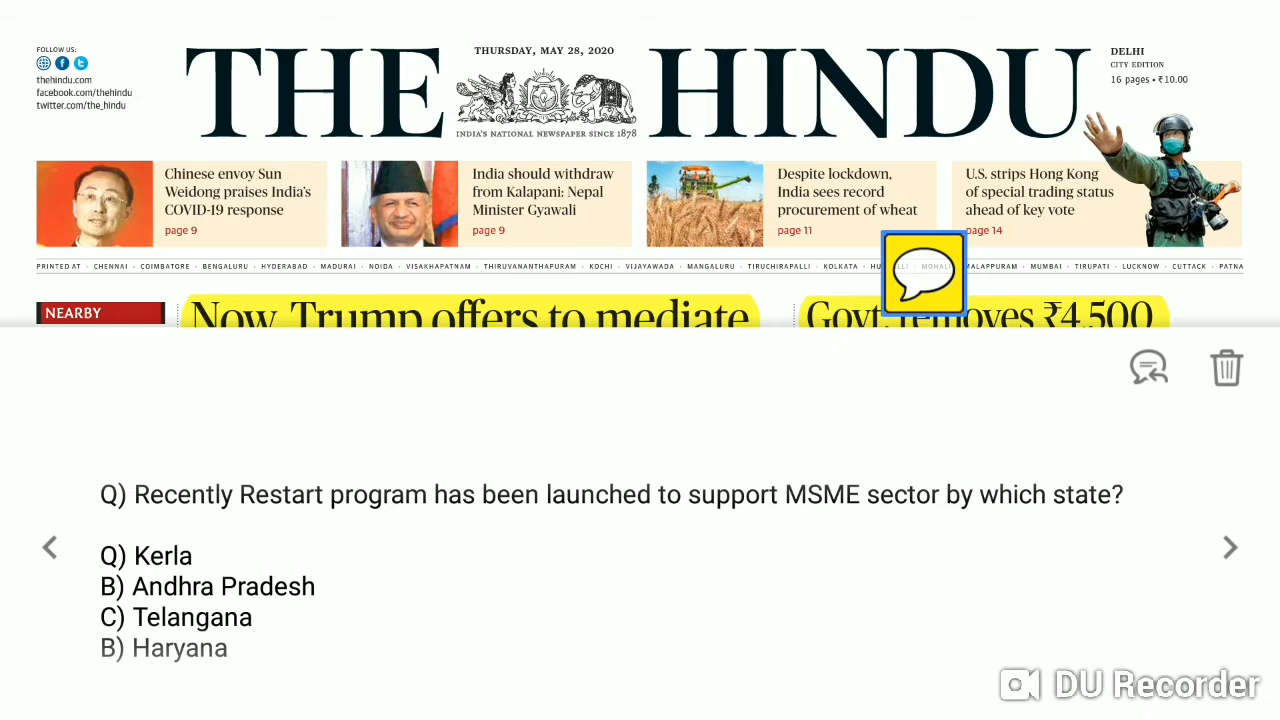 FOLLOW US:
thehindu.com
facebook.com/thehindu
twitter.com/the_hindu
THE HINDU
THURSDAY, MAY 28, 2020
INDIA'S NATIONAL NEWSPAPER SINCE 1878
DELHI
CITY EDITION
16 pages • ₹10.00
Chinese envoy Sun
Weidong praises India's
COVID-19 response
page 9
India should withdraw
from Kalapani: Nepal
Minister Gyawali
page 9
Despite lockdown,
India sees record
procurement of wheat
page 11
U.S. strips Hong Kong
of special trading status
ahead of key vote
page 14
PRINTED AT · CHENNAI · COIMBATORE · BENGALURU · HYDERABAD · MADURAI · NOIDA · VISAKHAPATNAM · THIRUVANANTHAPURAM · KOCHI · VIJAYAWADA · MANGALURU · TIRUCHIRAPALLI · KOLKATA · MOHALI · MALAPPURAM · MUMBAI · TIRUPATI · LUCKNOW · CUTTACK · PATNA
NEARBY
Now, Trump offers to mediate
Govt. removes ₹4,500
Q) Recently Restart program has been launched to support MSME sector by which state?
Q) Kerla
B) Andhra Pradesh
C) Telangana
B) Haryana
DU Recorder